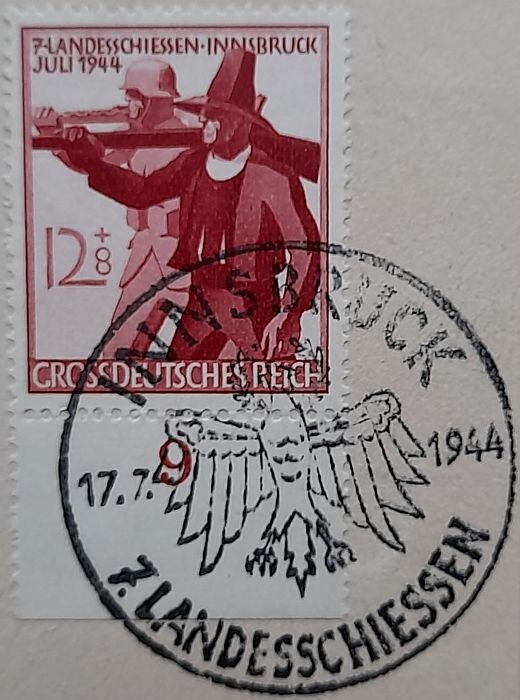 7·LANDESSCHIESSEN·INNSBRUCK
JULI 1944
12+8
GROSSDEUTSCHES REICH
INNSBRUCK
17.7. 1944
9
7. LANDESSCHIESSEN